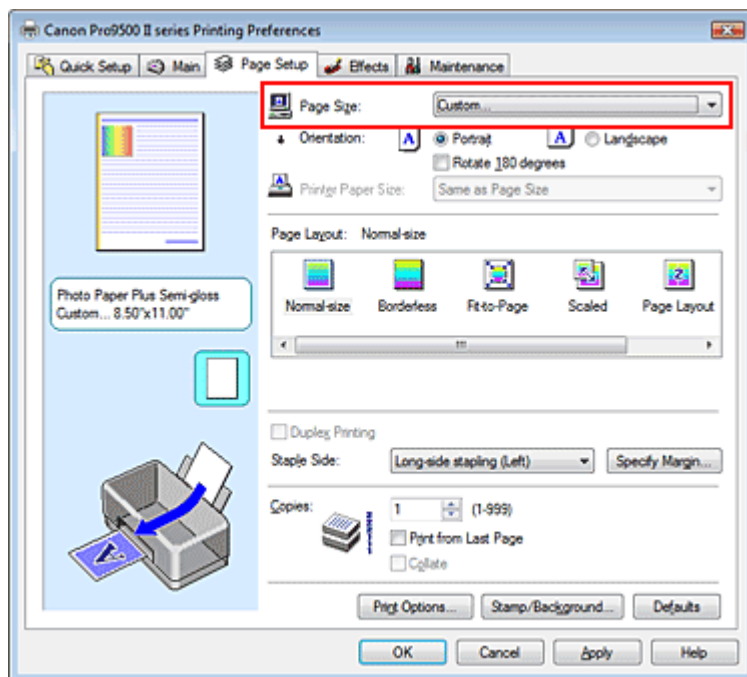 Canon Pro9500 II series Printing Preferences
Quick Setup Main Page Setup Effects Maintenance
Page Size: Custom...
Orientation: A Portrait A Landscape
Rotate 180 degrees
Printer Paper Size: Same as Page Size
Page Layout: Normal-size
Normal-size Borderless Fit-to-Page Scaled Page Layout
Photo Paper Plus Semi-gloss
Custom... 8.50"x11.00"
Duplex Printing
Staple Side: Long-side stapling (Left) Specify Margin...
Copies: 1 (1-999)
Print from Last Page
Collate
Print Options... Stamp/Background... Defaults
OK Cancel Apply Help